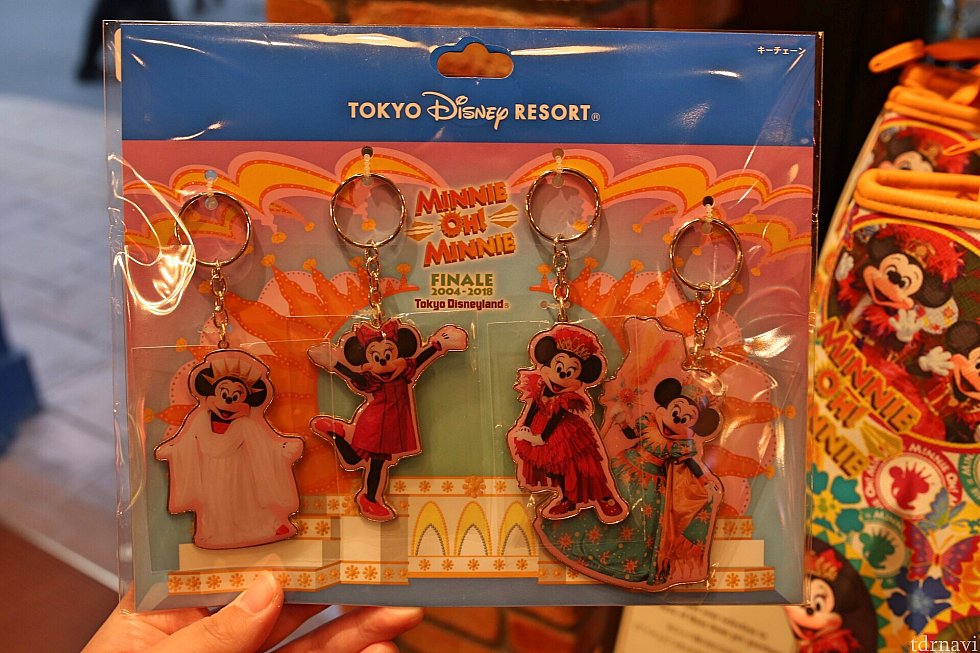 キーチェーン
TOKYO Disney RESORT®
MINNIE
OH!
MINNIE
FINALE
2004-2018
Tokyo Disneyland®
MINNIE
OH!
MINNIE
tdrnavi